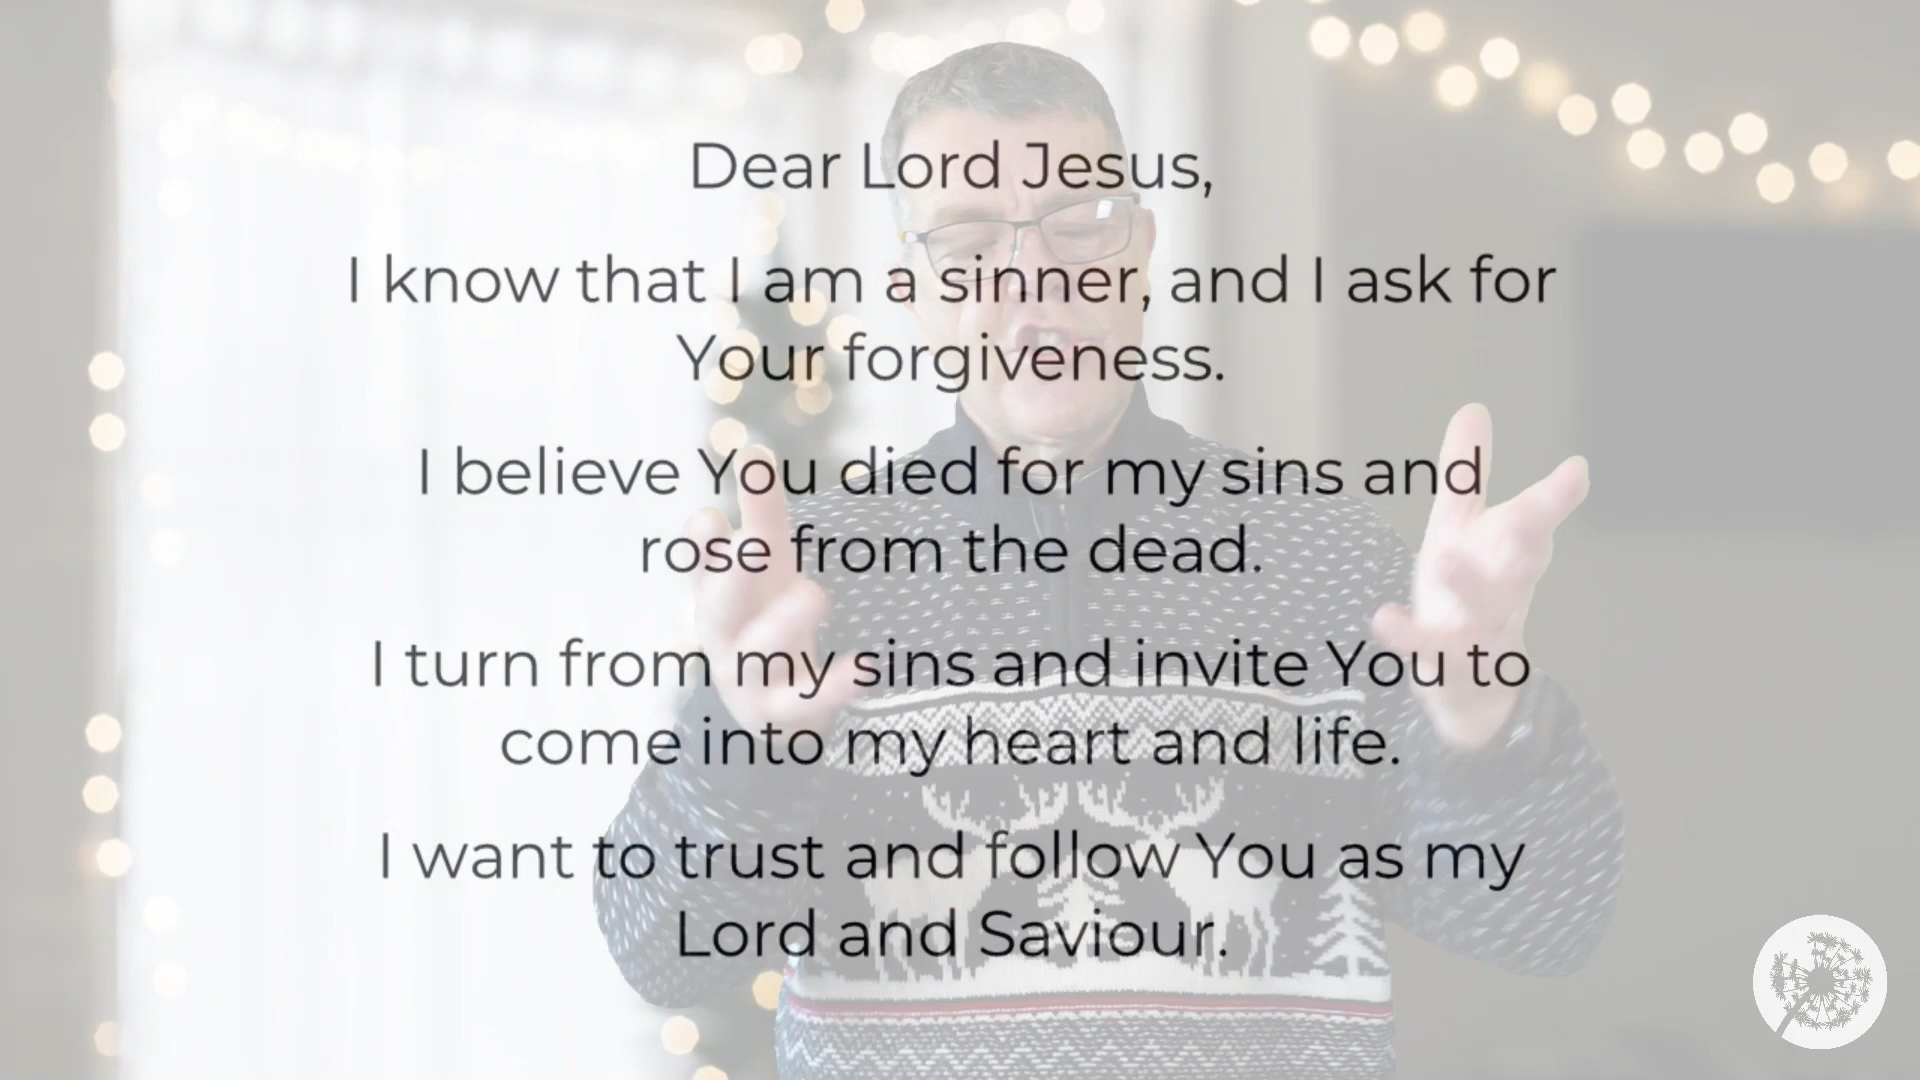 Dear Lord Jesus,
I know that I am a sinner, and I ask for
Your forgiveness.
I believe You died for my sins and
rose from the dead.
I turn from my sins and invite You to
come into my heart and life.
I want to trust and follow You as my
Lord and Saviour.